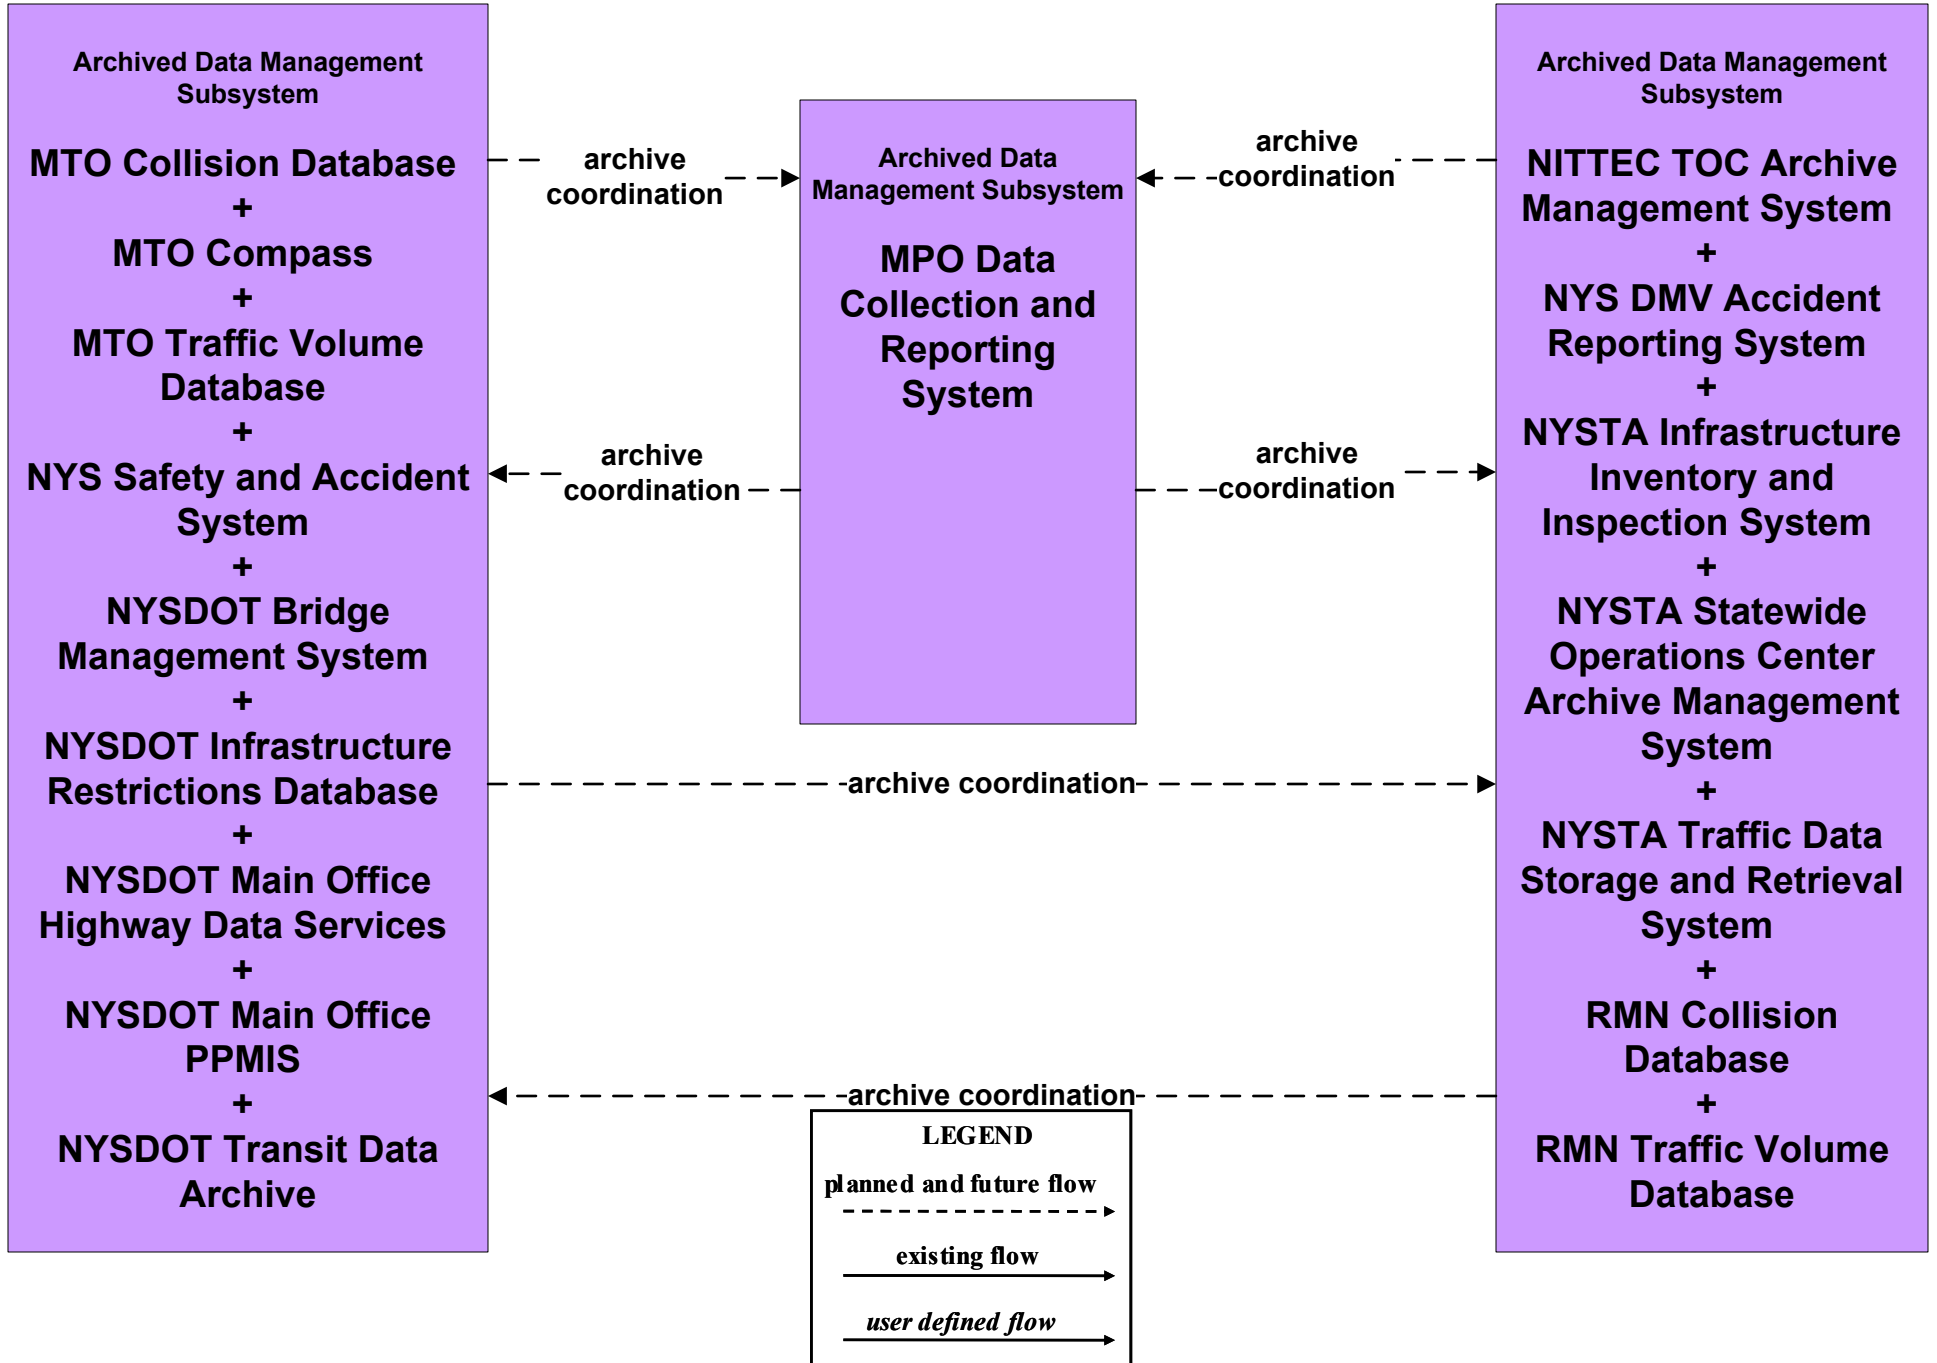 Archived Data Management
Subsystem
MTO Collision Database
+
MTO Compass
+
MTO Traffic Volume
Database
+
NYS Safety and Accident
System
+
NYSDOT Bridge
Management System
+
NYSDOT Infrastructure
Restrictions Database
+
NYSDOT Main Office
Highway Data Services
+
NYSDOT Main Office
PPMIS
+
NYSDOT Transit Data
Archive
archive
coordination
archive
coordination
Archived Data
Management Subsystem
MPO Data
Collection and
Reporting
System
archive
coordination
archive
coordination
archive coordination
archive coordination
Archived Data Management
Subsystem
NITTEC TOC Archive
Management System
+
NYS DMV Accident
Reporting System
+
NYSTA Infrastructure
Inventory and
Inspection System
+
NYSTA Statewide
Operations Center
Archive Management
System
+
NYSTA Traffic Data
Storage and Retrieval
System
+
RMN Collision
Database
+
RMN Traffic Volume
Database
LEGEND
planned and future flow
existing flow
user defined flow